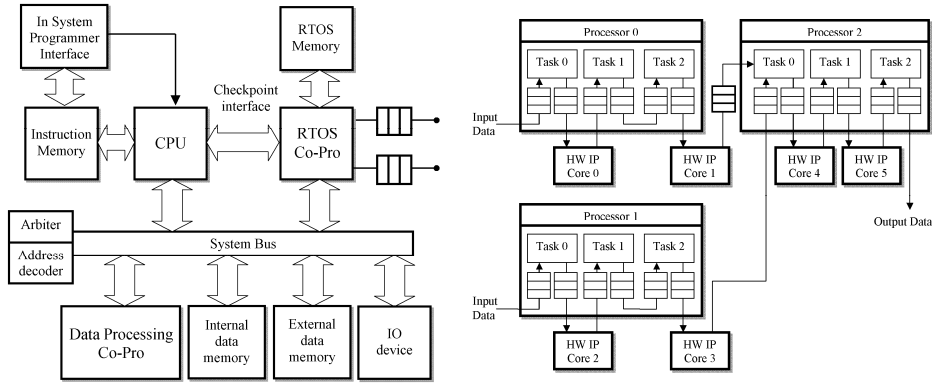 In System
Programmer
Interface
RTOS
Memory
Checkpoint
interface
Instruction
Memory
CPU
RTOS
Co-Pro
Arbiter
Address
decoder
System Bus
Data Processing
Co-Pro
Internal
data
memory
External
data
memory
IO
device
Processor 0
Task 0
Task 1
Task 2
Input
Data
HW IP
Core 0
HW IP
Core 1
Processor 2
Task 0
Task 1
Task 2
HW IP
Core 4
HW IP
Core 5
Output Data
Processor 1
Task 0
Task 1
Task 2
Input
Data
HW IP
Core 2
HW IP
Core 3